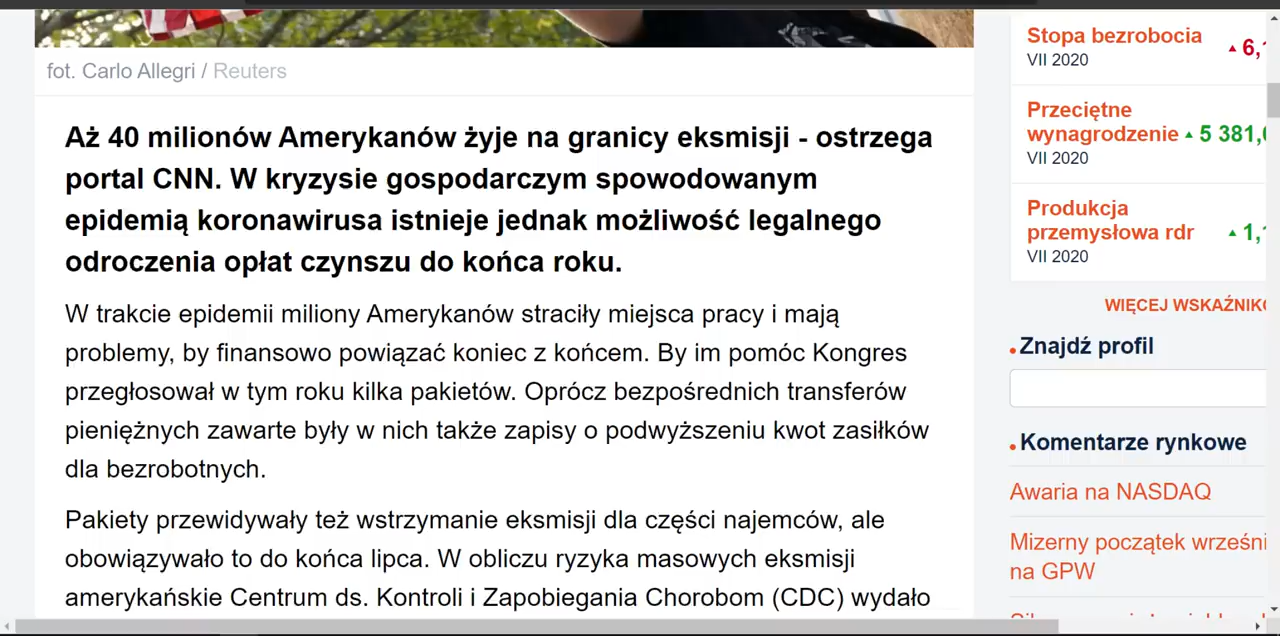 fot. Carlo Allegri / Reuters
Aż 40 milionów Amerykanów żyje na granicy eksmisji - ostrzega
portal CNN. W kryzysie gospodarczym spowodowanym
epidemią koronawirusa istnieje jednak możliwość legalnego
odroczenia opłat czynszu do końca roku.
W trakcie epidemii miliony Amerykanów straciły miejsca pracy i mają
problemy, by finansowo powiązać koniec z końcem. By im pomóc Kongres
przegłosował w tym roku kilka pakietów. Oprócz bezpośrednich transferów
pieniężnych zawarte były w nich także zapisy o podwyższeniu kwot zasiłków
dla bezrobotnych.
Pakiety przewidywały też wstrzymanie eksmisji dla części najemców, ale
obowiązywało to do końca lipca. W obliczu ryzyka masowych eksmisji
amerykańskie Centrum ds. Kontroli i Zapobiegania Chorobom (CDC) wydało
Stopa bezrobocia
VII 2020
Przeciętne
wynagrodzenie
VII 2020
Produkcja
przemysłowa rdr
VII 2020
Znajdź profil
Komentarze rynkowe
Awaria na NASDAQ
Mizerny początek
na GPW